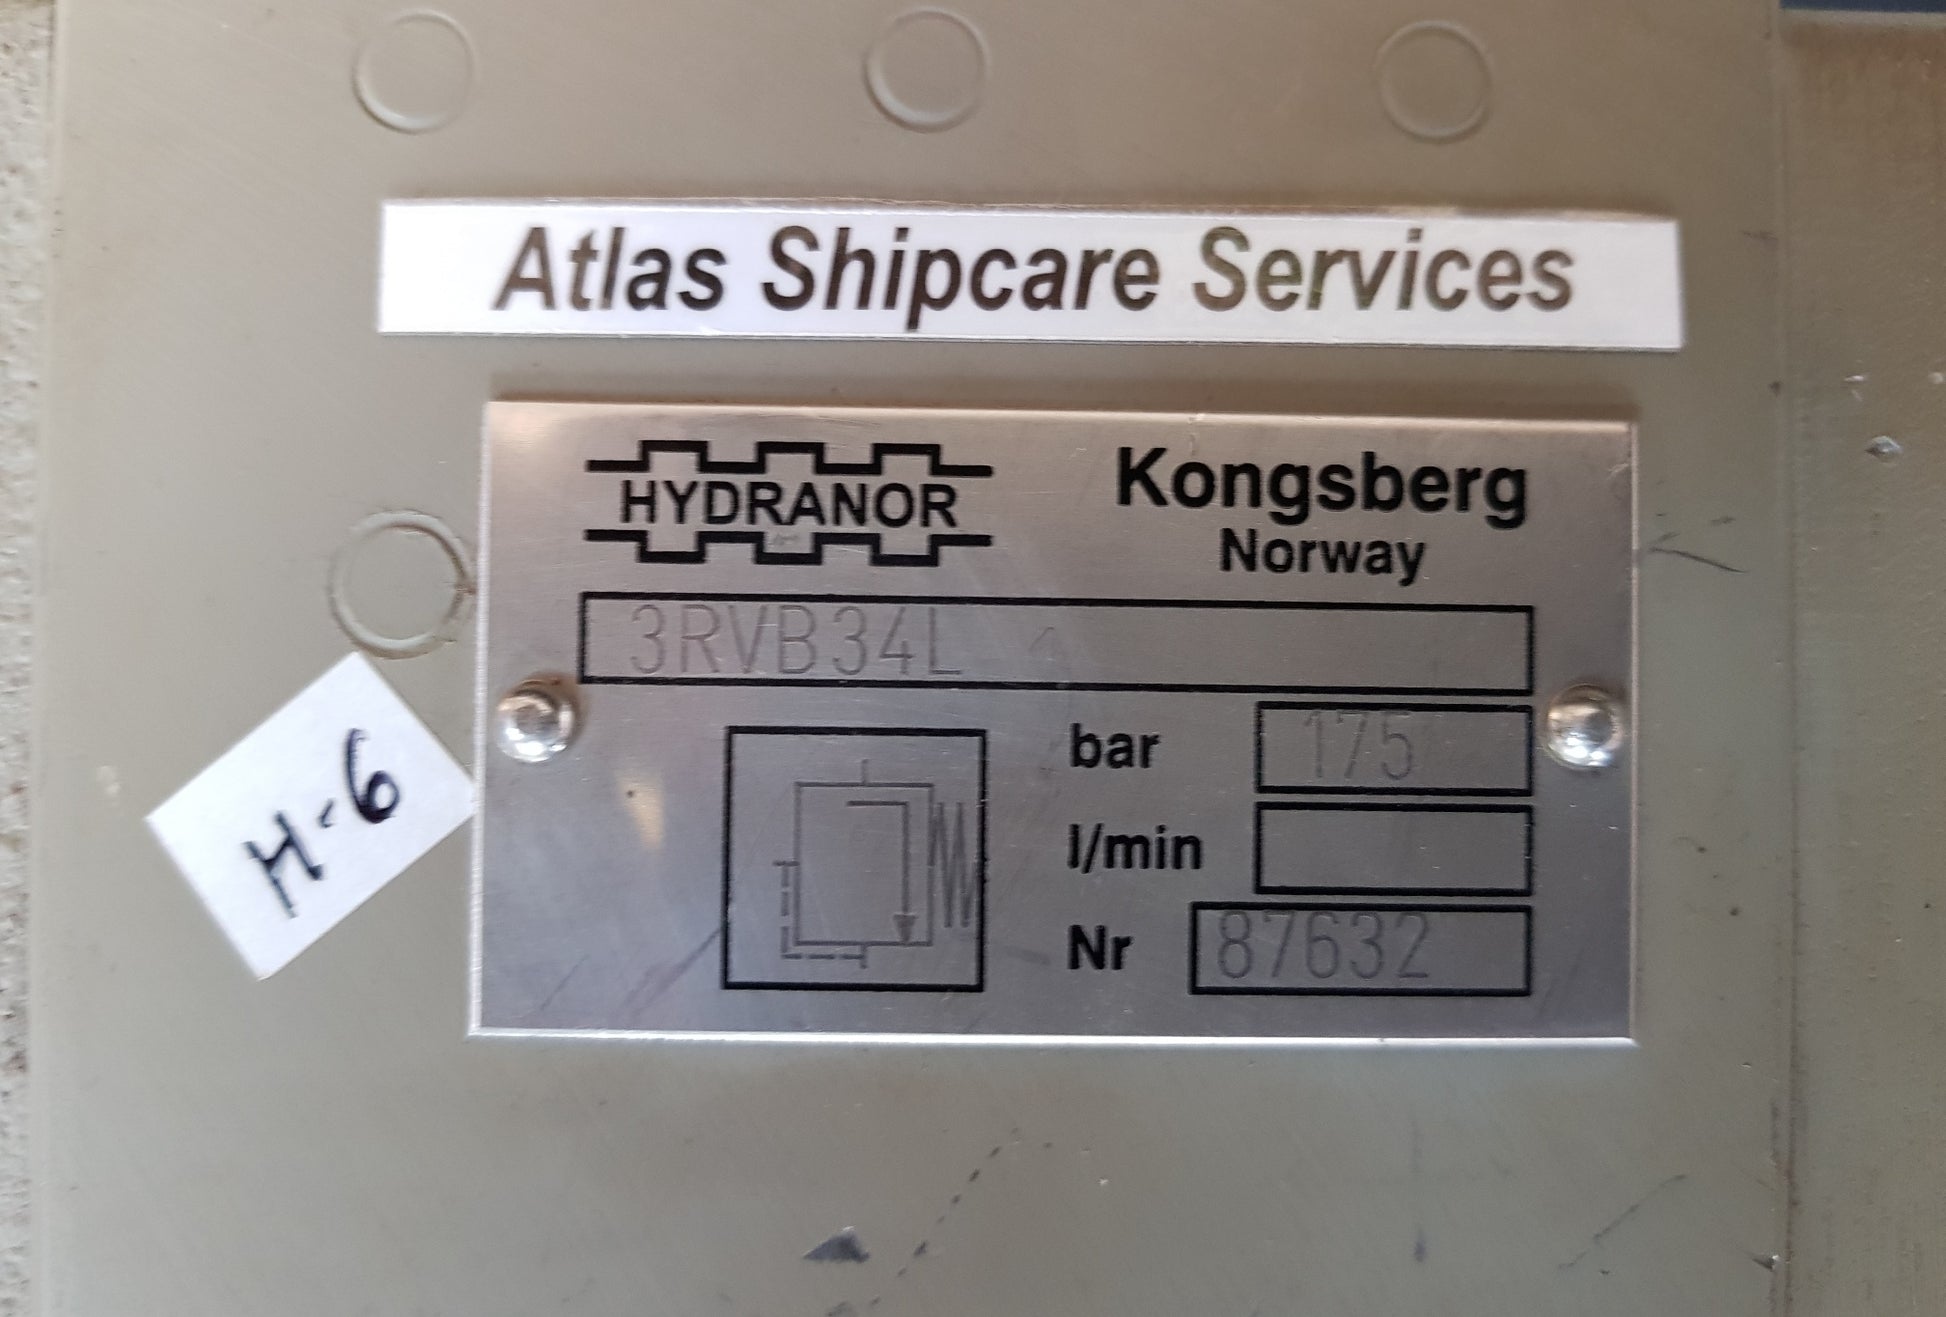 Atlas Shipcare Services
HYDRANOR
Kongsberg
Norway
3RVB34L
bar 175
l/min
Nr 87632
H-6